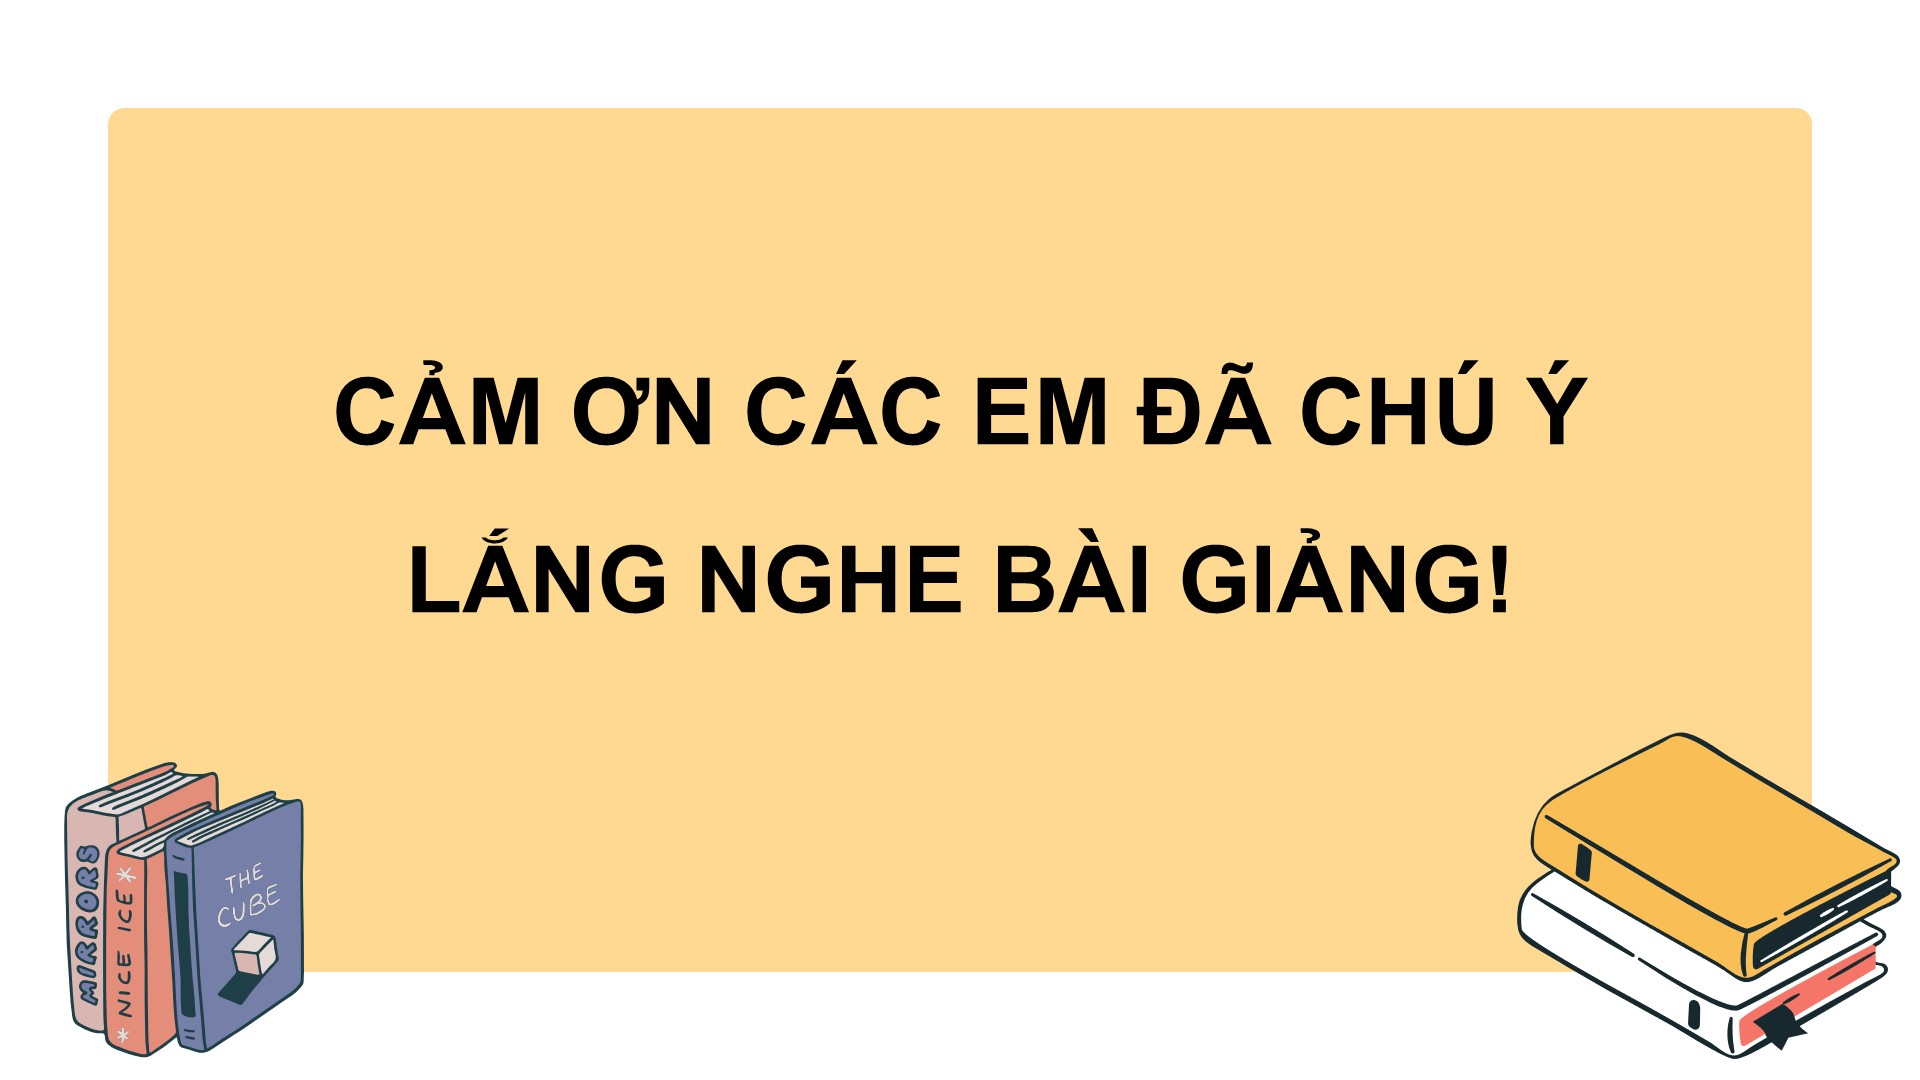 CẢM ƠN CÁC EM ĐÃ CHÚ Ý
LẮNG NGHE BÀI GIẢNG!
MIRRORS
NICE ICE
THE
CUBE